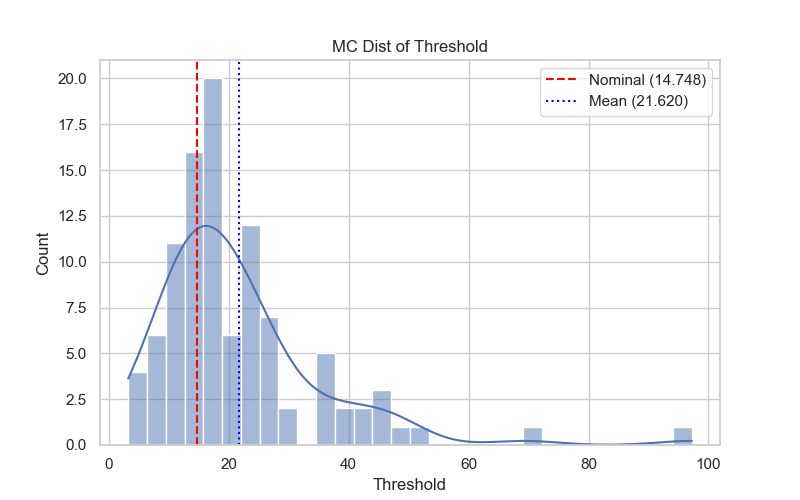 MC Dist of Threshold
Nominal (14.748)
Mean (21.620)
20.0
17.5
15.0
12.5
10.0
7.5
5.0
2.5
0.0
Count
0 20 40 60 80 100
Threshold